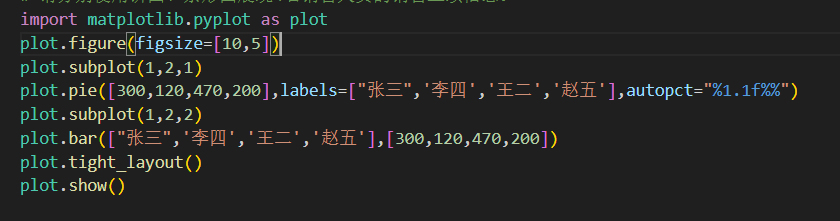 import matplotlib.pyplot as plot
plot.figure(figsize=[10,5])
plot.subplot(1,2,1)
plot.pie([300,120,470,200],labels=["张三",'李四','王二','赵五'],autopct="%1.1f%%")
plot.subplot(1,2,2)
plot.bar(["张三",'李四','王二','赵五'],[300,120,470,200])
plot.tight_layout()
plot.show()